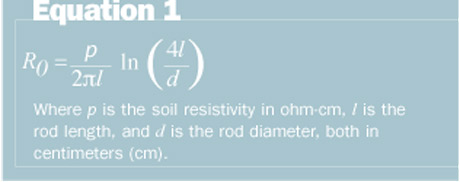 Equation 1
R0 = p / 2πl ln (4l / d)
Where p is the soil resistivity in ohm-cm, l is the
rod length, and d is the rod diameter, both in
centimeters (cm).